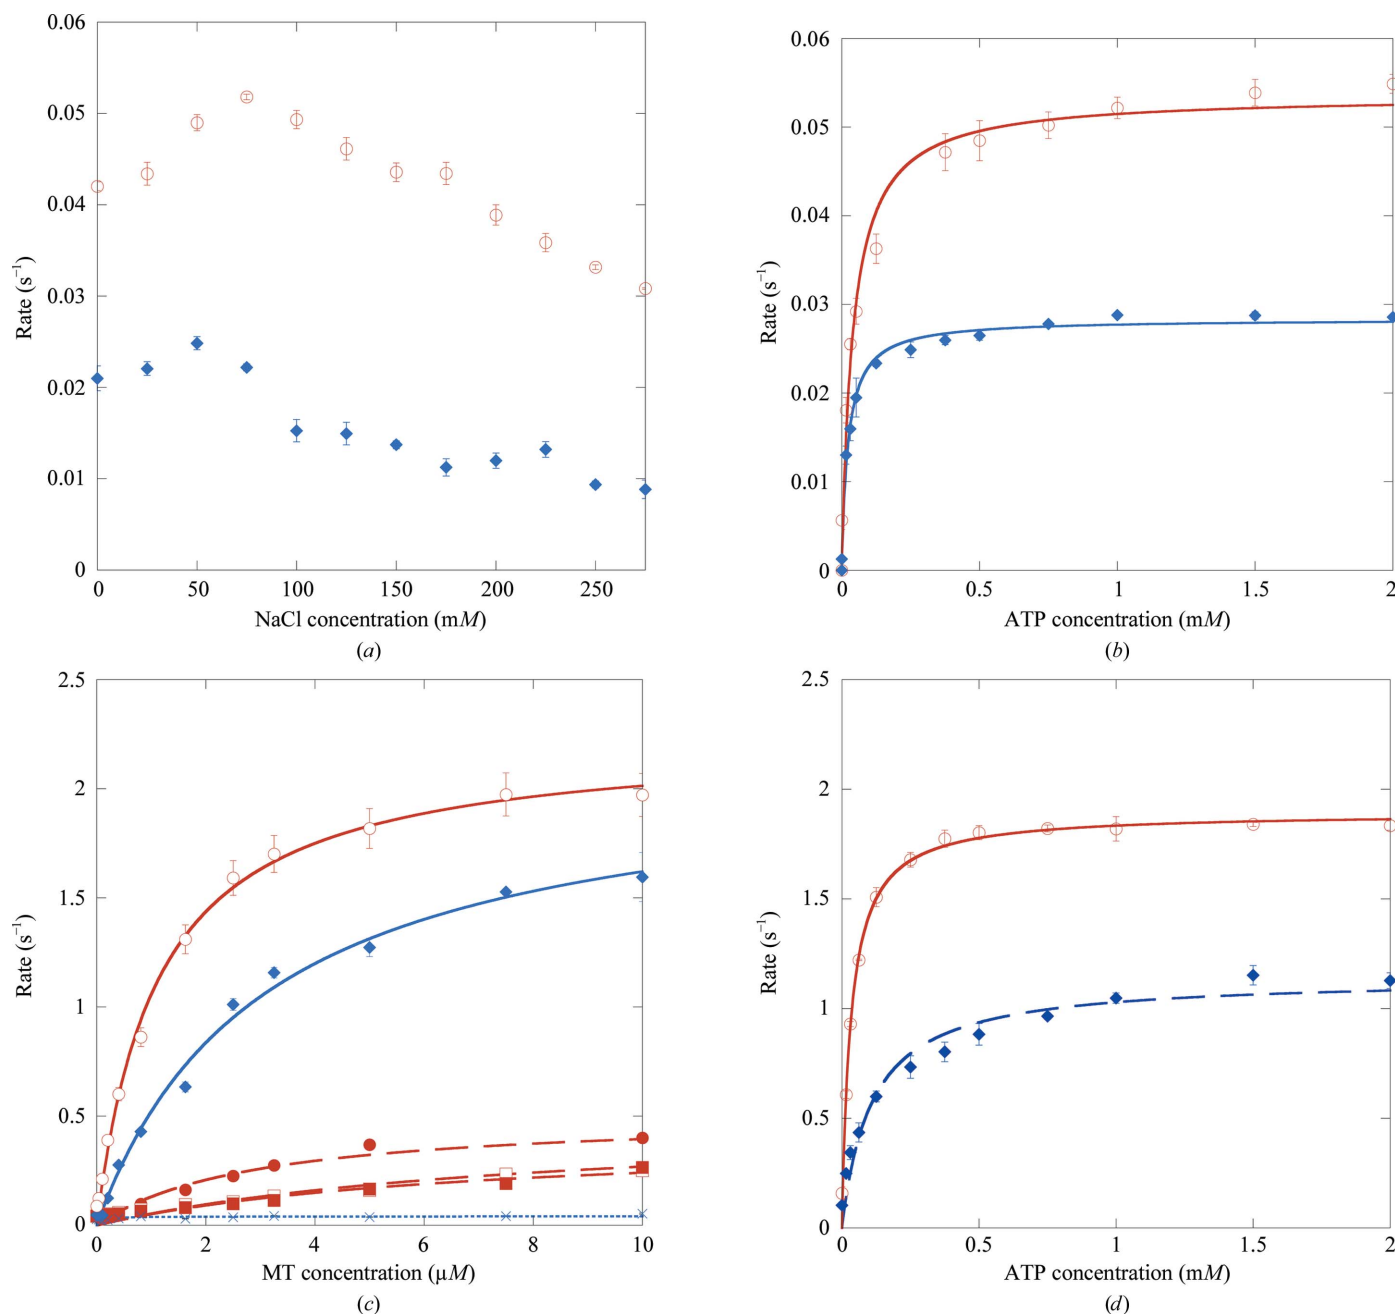 0.06
0.05
0.04
0.03
0.02
0.01
0
Rate (s⁻¹)
0 50 100 150 200 250
NaCl concentration (mM)
(a)
0.06
0.05
0.04
0.03
0.02
0.01
0
Rate (s⁻¹)
0 0.5 1 1.5 2
ATP concentration (mM)
(b)
2.5
2
1.5
1
0.5
0
Rate (s⁻¹)
0 2 4 6 8 10
MT concentration (µM)
(c)
2.5
2
1.5
1
0.5
0
Rate (s⁻¹)
0 0.5 1 1.5 2
ATP concentration (mM)
(d)